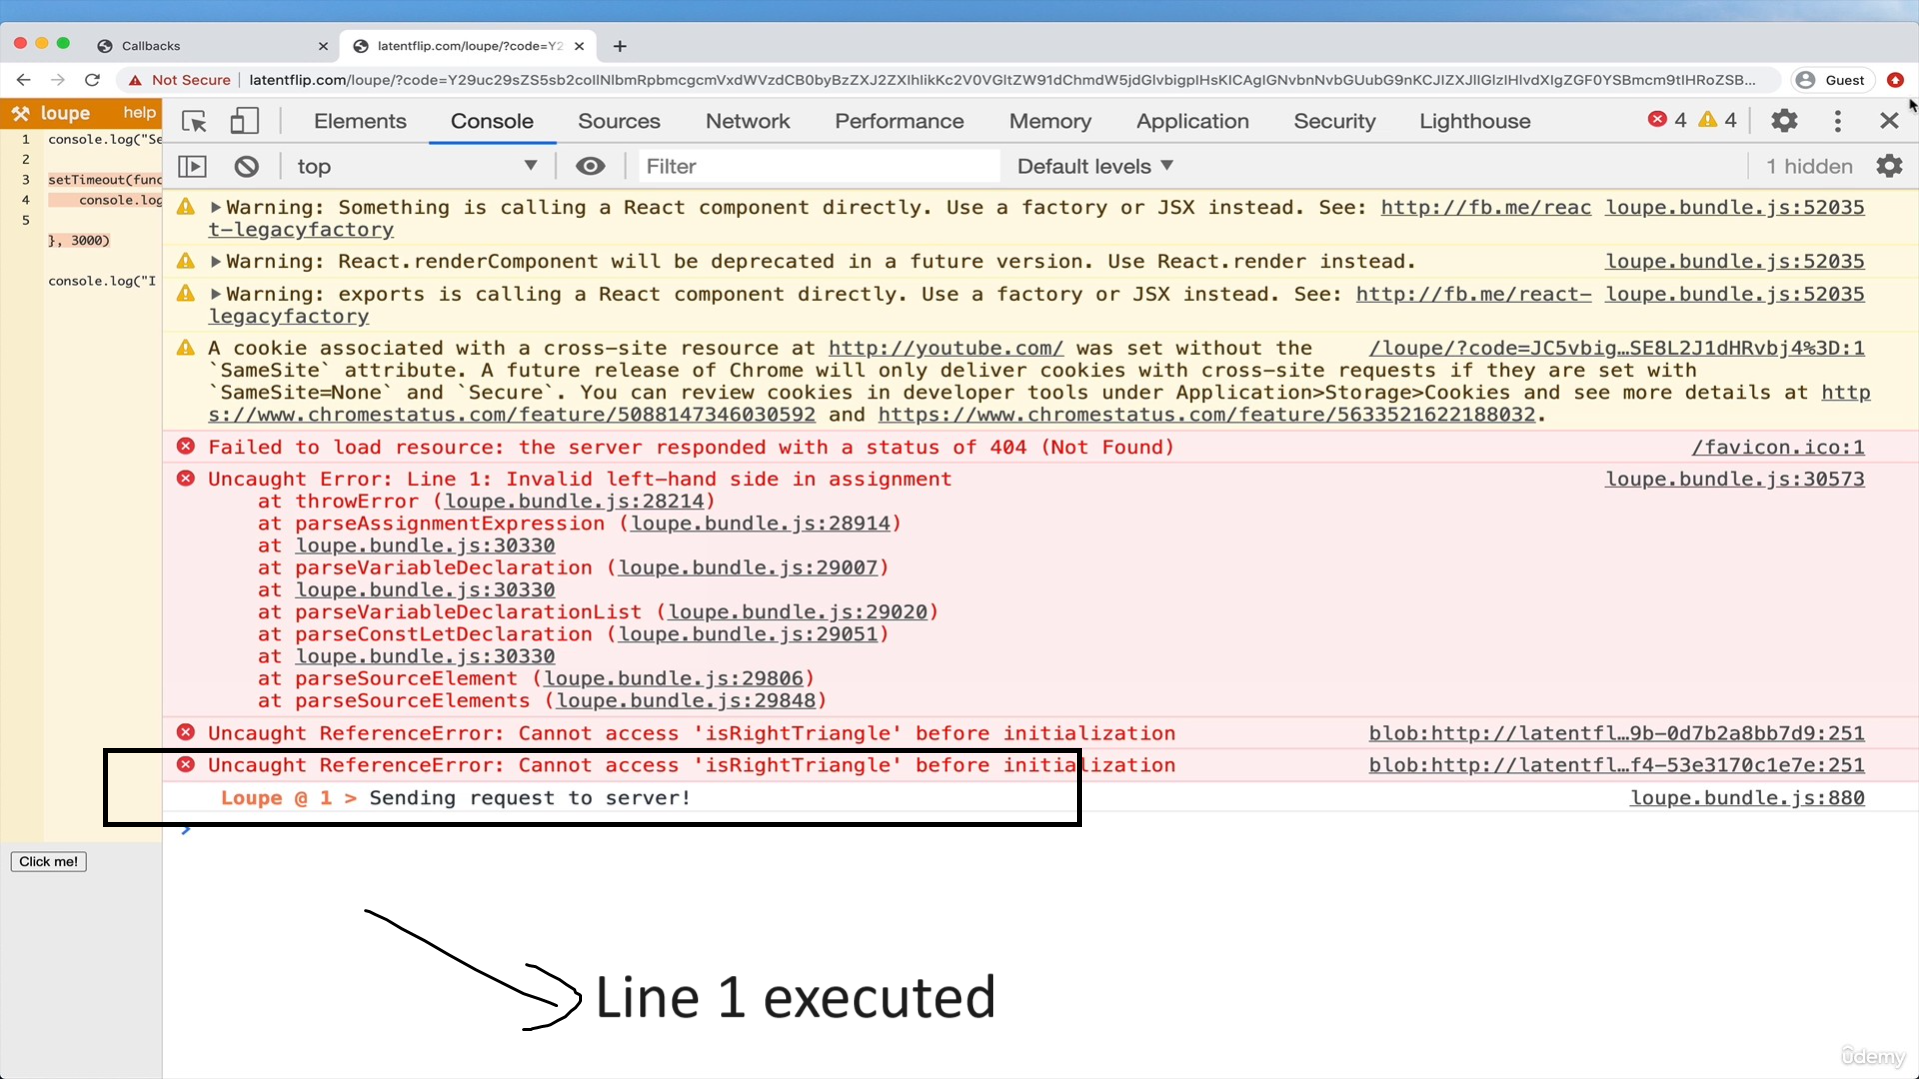 Callbacks
latentflip.com/loupe/?code=Y2
Not Secure
latentflip.com/loupe/?code=Y29uc29sZS5sb2coIlNlbmRpbmcgcmVxdWVzdCB0byBzZXJ2ZXIhIikKc2V0VGltZW91dChmdW5jdGlvbigpIHsKICAgIGNvbnNvbGUubG9nKCJIZXJlIGlzIHlvdXIgZGF0YSBmcm9tIHRoZSB...
Guest
loupe
help
1 console.log("Se
2
3 setTimeout(func
4 console.log
5
}, 3000)
console.log("I
Click me!
Elements Console Sources Network Performance Memory Application Security Lighthouse
4 4
top
Filter
Default levels
1 hidden
Warning: Something is calling a React component directly. Use a factory or JSX instead. See: http://fb.me/reac loupe.bundle.js:52035
t-legacyfactory
Warning: React.renderComponent will be deprecated in a future version. Use React.render instead. loupe.bundle.js:52035
Warning: exports is calling a React component directly. Use a factory or JSX instead. See: http://fb.me/react- loupe.bundle.js:52035
legacyfactory
A cookie associated with a cross-site resource at http://youtube.com/ was set without the /loupe/?code=JC5vbig…SE8L2J1dHRvbj4%3D:1
`SameSite` attribute. A future release of Chrome will only deliver cookies with cross-site requests if they are set with
`SameSite=None` and `Secure`. You can review cookies in developer tools under Application>Storage>Cookies and see more details at http
s://www.chromestatus.com/feature/5088147346030592 and https://www.chromestatus.com/feature/5633521622188032.
Failed to load resource: the server responded with a status of 404 (Not Found) /favicon.ico:1
Uncaught Error: Line 1: Invalid left-hand side in assignment loupe.bundle.js:30573
at throwError (loupe.bundle.js:28214)
at parseAssignmentExpression (loupe.bundle.js:28914)
at loupe.bundle.js:30330
at parseVariableDeclaration (loupe.bundle.js:29007)
at loupe.bundle.js:30330
at parseVariableDeclarationList (loupe.bundle.js:29020)
at parseConstLetDeclaration (loupe.bundle.js:29051)
at loupe.bundle.js:30330
at parseSourceElement (loupe.bundle.js:29806)
at parseSourceElements (loupe.bundle.js:29848)
Uncaught ReferenceError: Cannot access 'isRightTriangle' before initialization blob:http://latentfl…9b-0d7b2a8bb7d9:251
Uncaught ReferenceError: Cannot access 'isRightTriangle' before initialization blob:http://latentfl…f4-53e3170c1e7e:251
Loupe @ 1 > Sending request to server! loupe.bundle.js:880
Line 1 executed
ûdemy